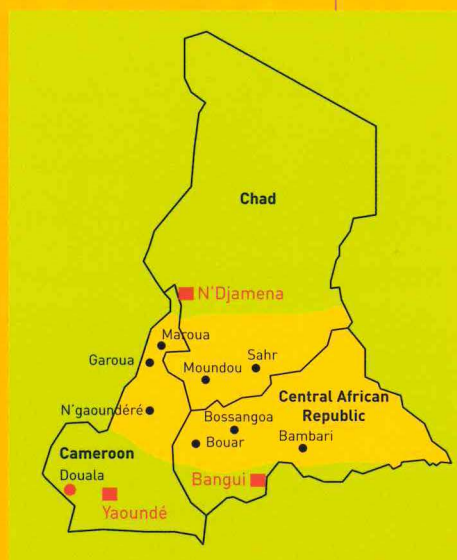 Chad
N'Djamena
Maroua
Garoua
Sahr
Moundou
Central African
Republic
N'gaoundéré
Bossangoa
Bouar
Bambari
Cameroon
Douala
Bangui
Yaoundé